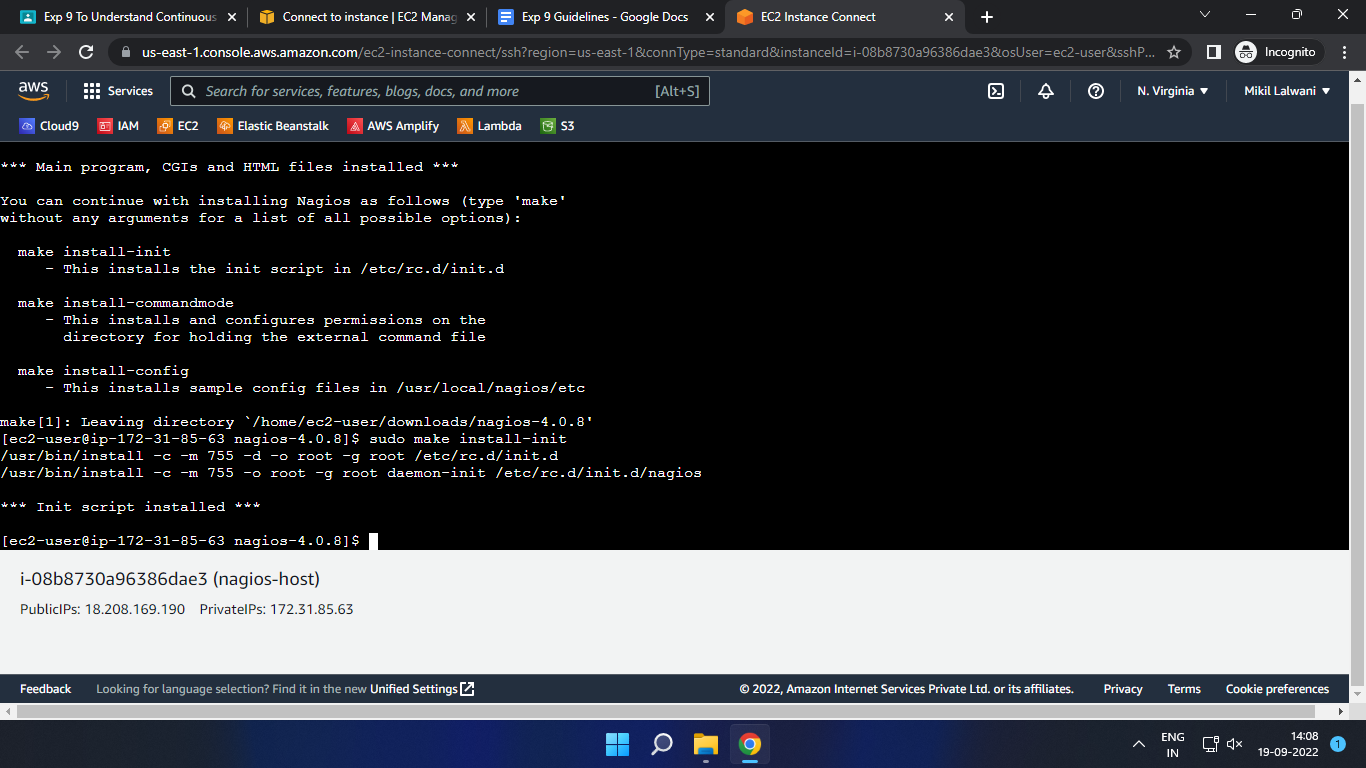 Exp 9 To Understand Continuous
Connect to instance | EC2 Manag
Exp 9 Guidelines - Google Docs
EC2 Instance Connect
us-east-1.console.aws.amazon.com/ec2-instance-connect/ssh?region=us-east-1&connType=standard&instanceId=i-08b8730a96386dae3&osUser=ec2-user&sshP...
Incognito
aws
Services
Search for services, features, blogs, docs, and more
[Alt+S]
N. Virginia
Mikil Lalwani
Cloud9
IAM
EC2
Elastic Beanstalk
AWS Amplify
Lambda
S3
*** Main program, CGIs and HTML files installed ***
You can continue with installing Nagios as follows (type 'make'
without any arguments for a list of all possible options):
make install-init
- This installs the init script in /etc/rc.d/init.d
make install-commandmode
- This installs and configures permissions on the
directory for holding the external command file
make install-config
- This installs sample config files in /usr/local/nagios/etc
make[1]: Leaving directory `/home/ec2-user/downloads/nagios-4.0.8'
[ec2-user@ip-172-31-85-63 nagios-4.0.8]$ sudo make install-init
/usr/bin/install -c -m 755 -d -o root -g root /etc/rc.d/init.d
/usr/bin/install -c -m 755 -o root -g root daemon-init /etc/rc.d/init.d/nagios
*** Init script installed ***
[ec2-user@ip-172-31-85-63 nagios-4.0.8]$
i-08b8730a96386dae3 (nagios-host)
PublicIPs: 18.208.169.190 PrivateIPs: 172.31.85.63
Feedback
Looking for language selection? Find it in the new Unified Settings
© 2022, Amazon Internet Services Private Ltd. or its affiliates.
Privacy
Terms
Cookie preferences
ENG
IN
14:08
19-09-2022
1